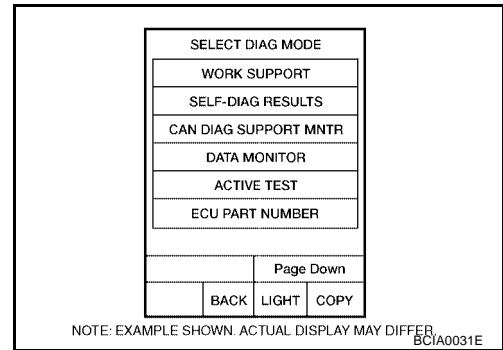 SELECT DIAG MODE
WORK SUPPORT
SELF-DIAG RESULTS
CAN DIAG SUPPORT MNTR
DATA MONITOR
ACTIVE TEST
ECU PART NUMBER
Page Down
BACK LIGHT COPY
NOTE: EXAMPLE SHOWN. ACTUAL DISPLAY MAY DIFFER.
BCIA0031E